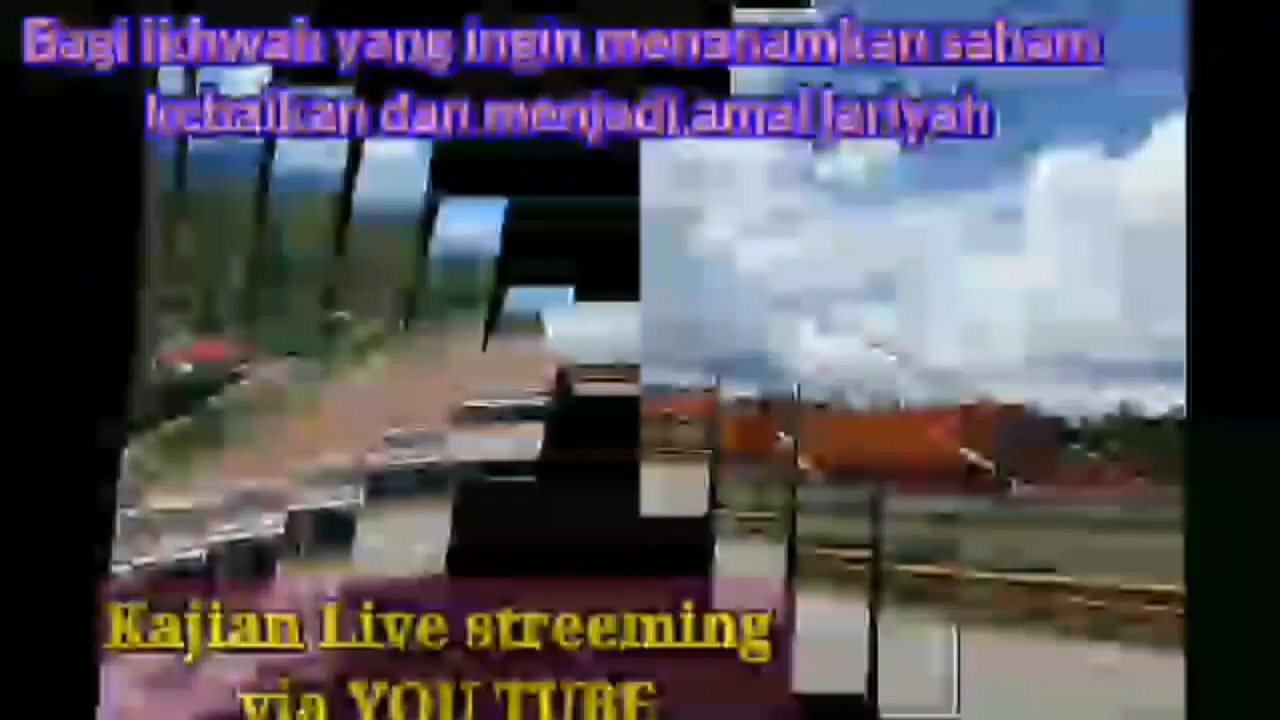 Bagi ikhwah yang ingin menanamkan saham
kebaikan dan menjadi amal jariyah
Kajian Live streeming
via YOU TUBE